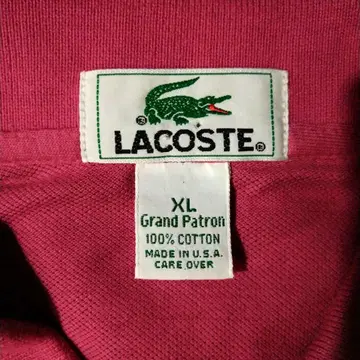 LACOSTE®
XL
Grand Patron
100% COTTON
MADE IN U.S.A.
CARE OVER